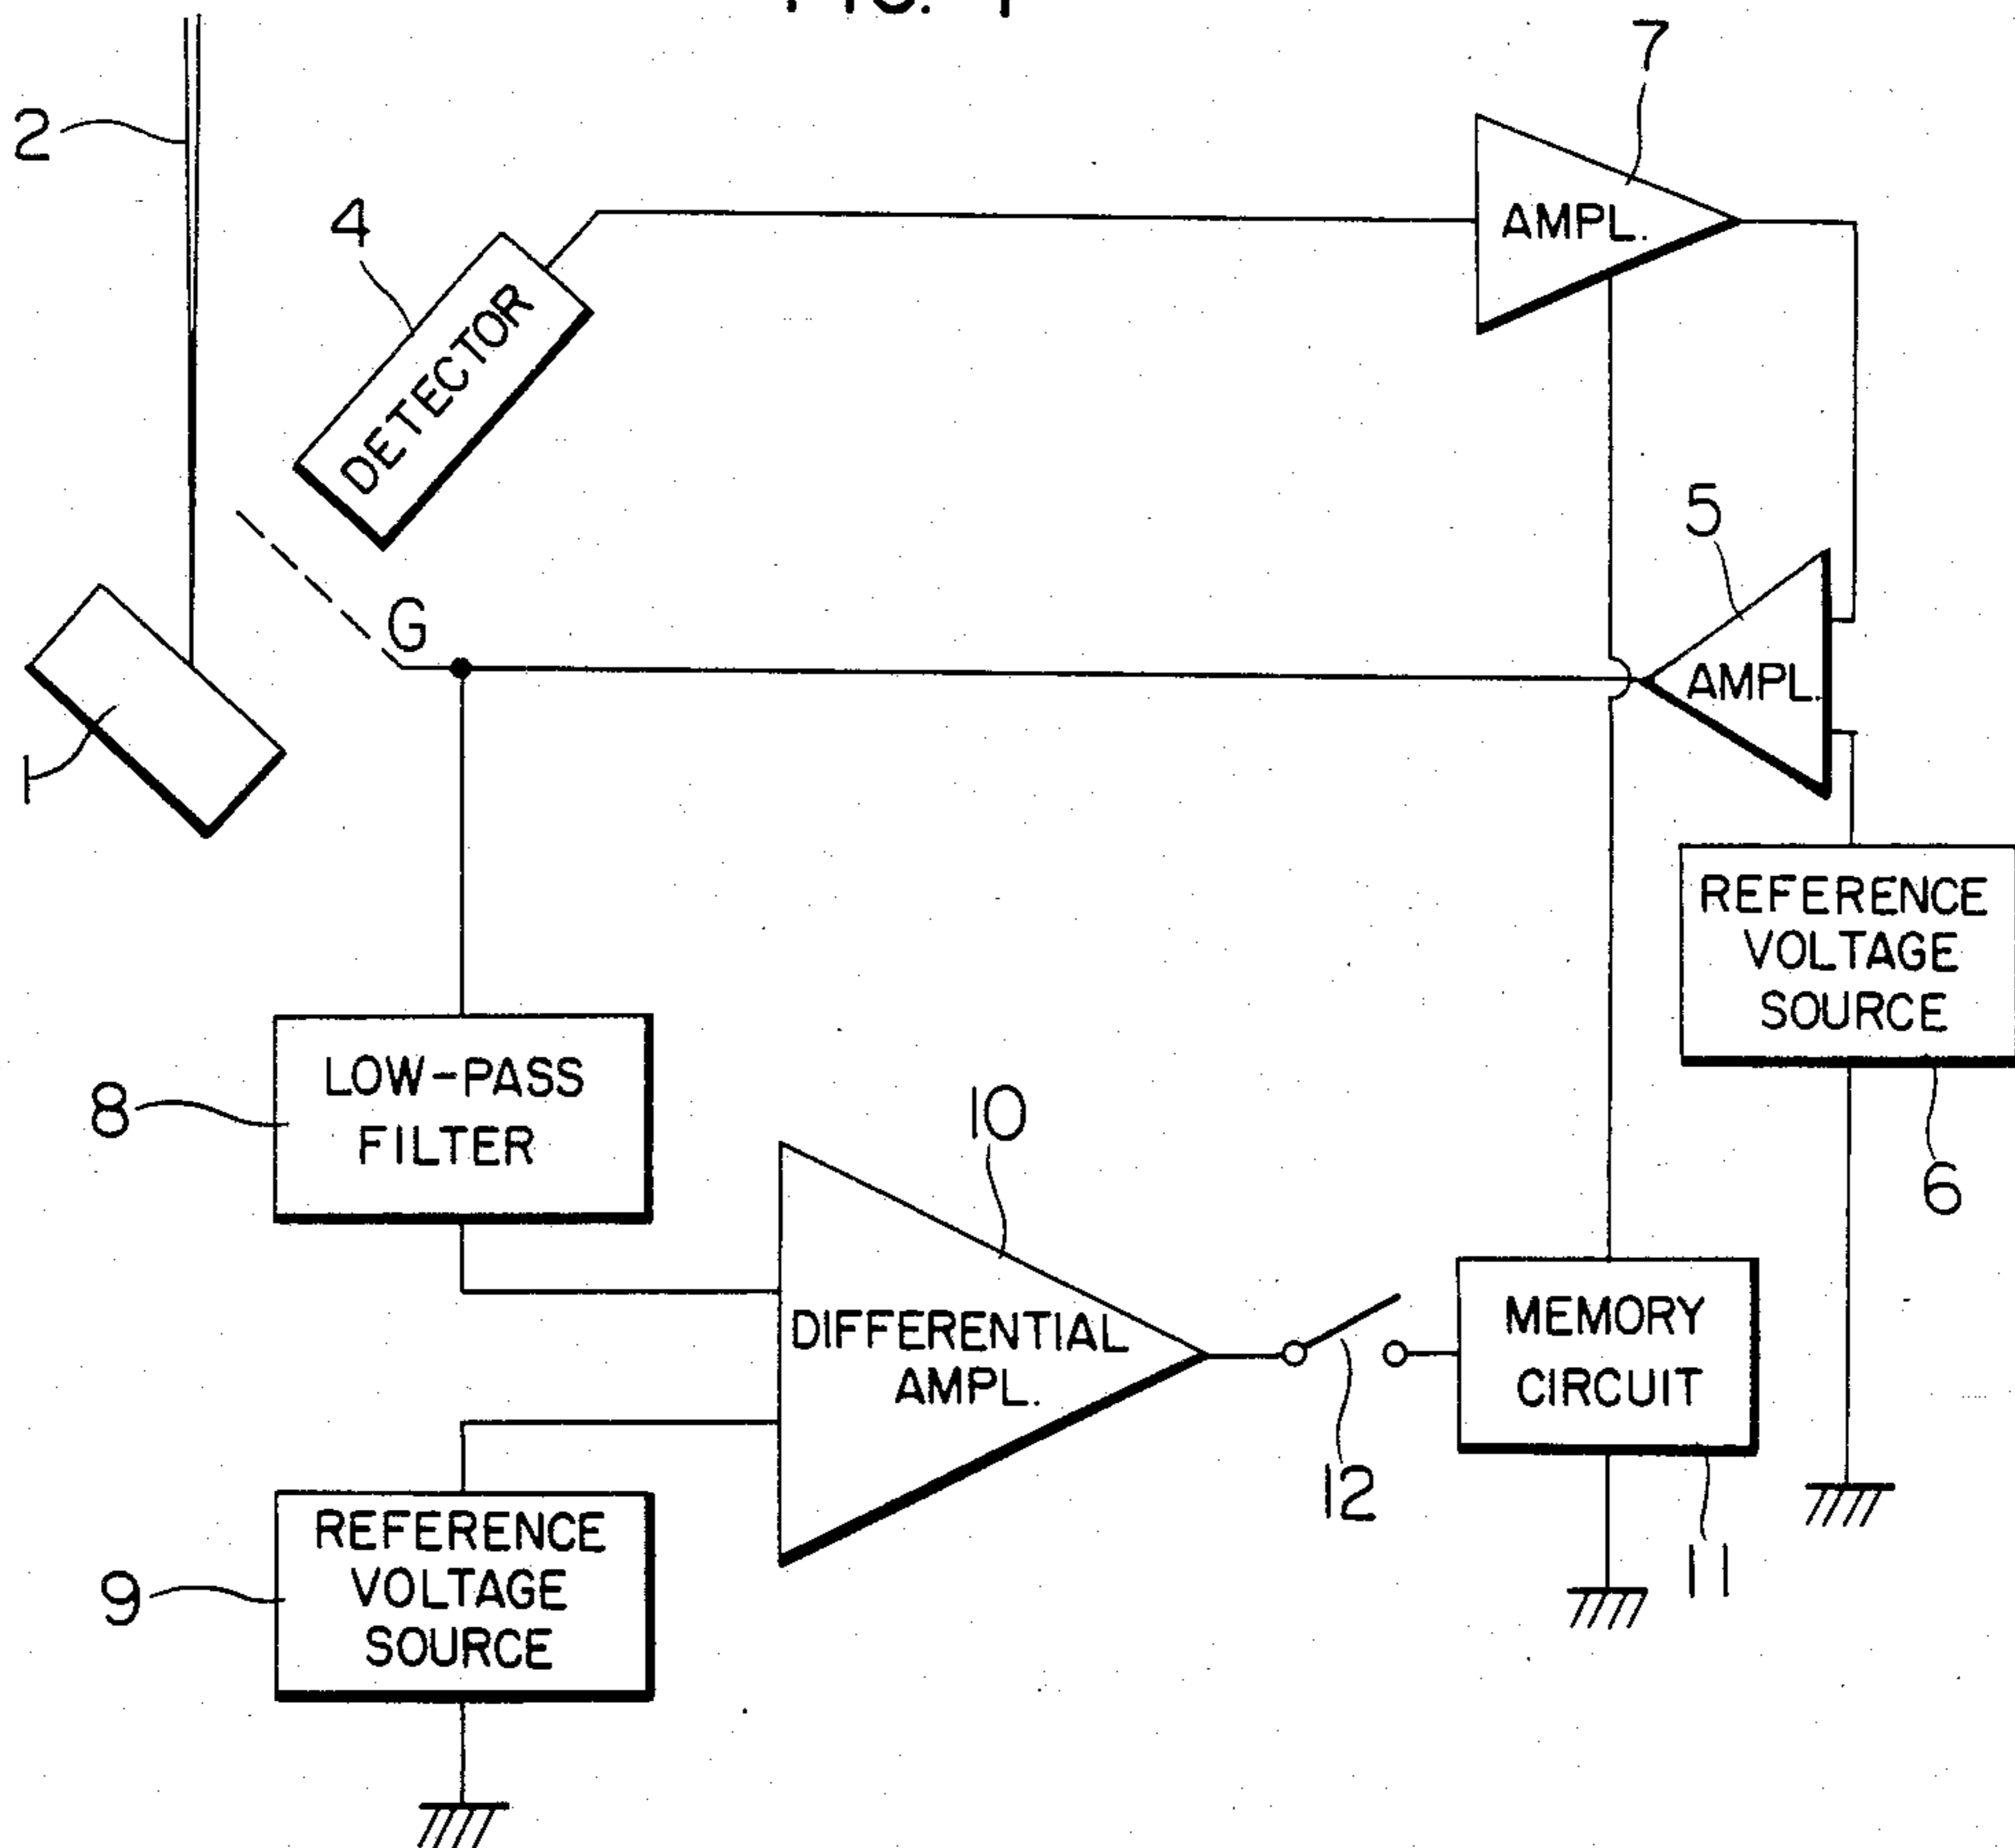 7
2
4
AMPL.
DETECTOR
5
G
AMPL.
1
REFERENCE
VOLTAGE
SOURCE
LOW-PASS
FILTER
8
10
6
DIFFERENTIAL
AMPL.
MEMORY
CIRCUIT
12
11
REFERENCE
VOLTAGE
SOURCE
9